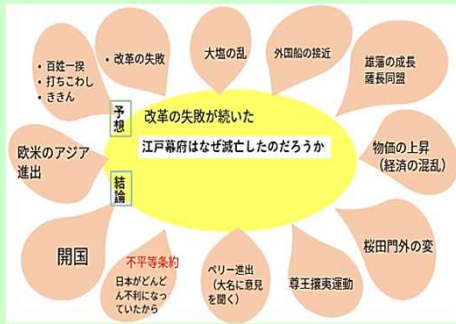 ・百姓一揆
・打ちこわし
・ききん
・改革の失敗
大塩の乱
外国船の接近
雄藩の成長
薩長同盟
予想
改革の失敗が続いた
江戸幕府はなぜ滅亡したのだろうか
結論
欧米のアジア
進出
物価の上昇
（経済の混乱）
開国
不平等条約
日本がどんど
ん不利になっ
ていたから
ペリー進出
（大名に意見
を聞く）
尊王攘夷運動
桜田門外の変